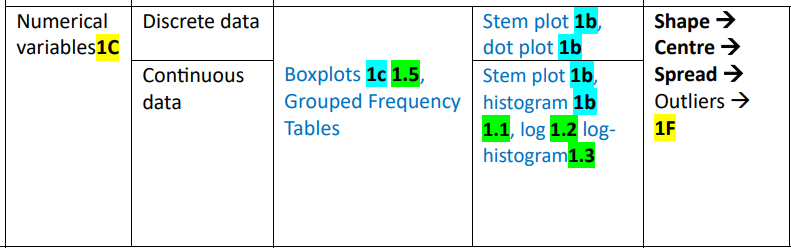 Numerical
variables1C
Discrete data
Continuous
data
Boxplots 1c 1.5,
Grouped Frequency
Tables
Stem plot 1b,
dot plot 1b
Stem plot 1b,
histogram 1b
1.1, log 1.2 log-
histogram1.3
Shape →
Centre →
Spread →
Outliers →
1F